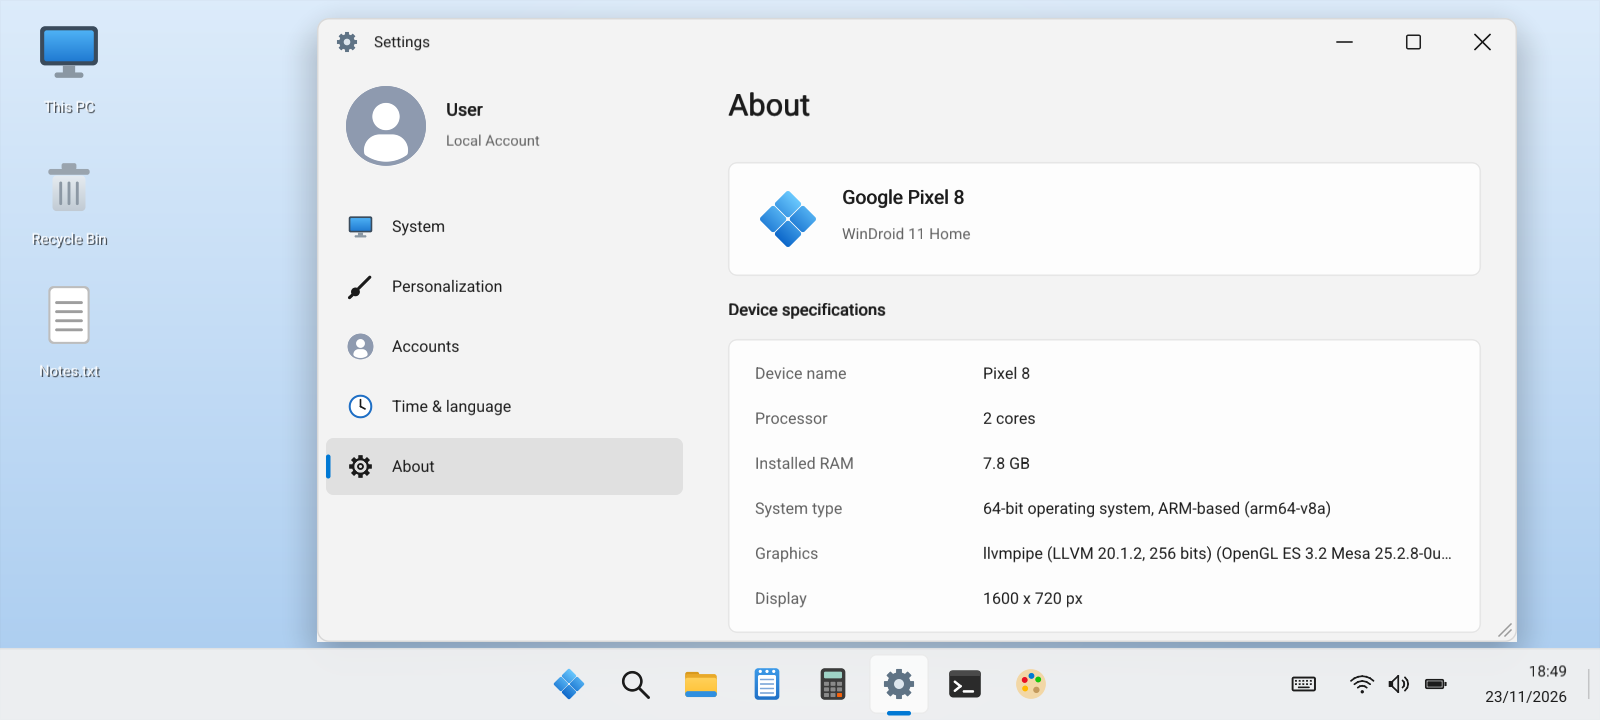 This PC
Recycle Bin
Notes.txt
Settings
User
Local Account
System
Personalization
Accounts
Time & language
About
About
Google Pixel 8
WinDroid 11 Home
Device specifications
Device name Pixel 8
Processor 2 cores
Installed RAM 7.8 GB
System type 64-bit operating system, ARM-based (arm64-v8a)
Graphics llvmpipe (LLVM 20.1.2, 256 bits) (OpenGL ES 3.2 Mesa 25.2.8-0u...
Display 1600 x 720 px
18:49
23/11/2026